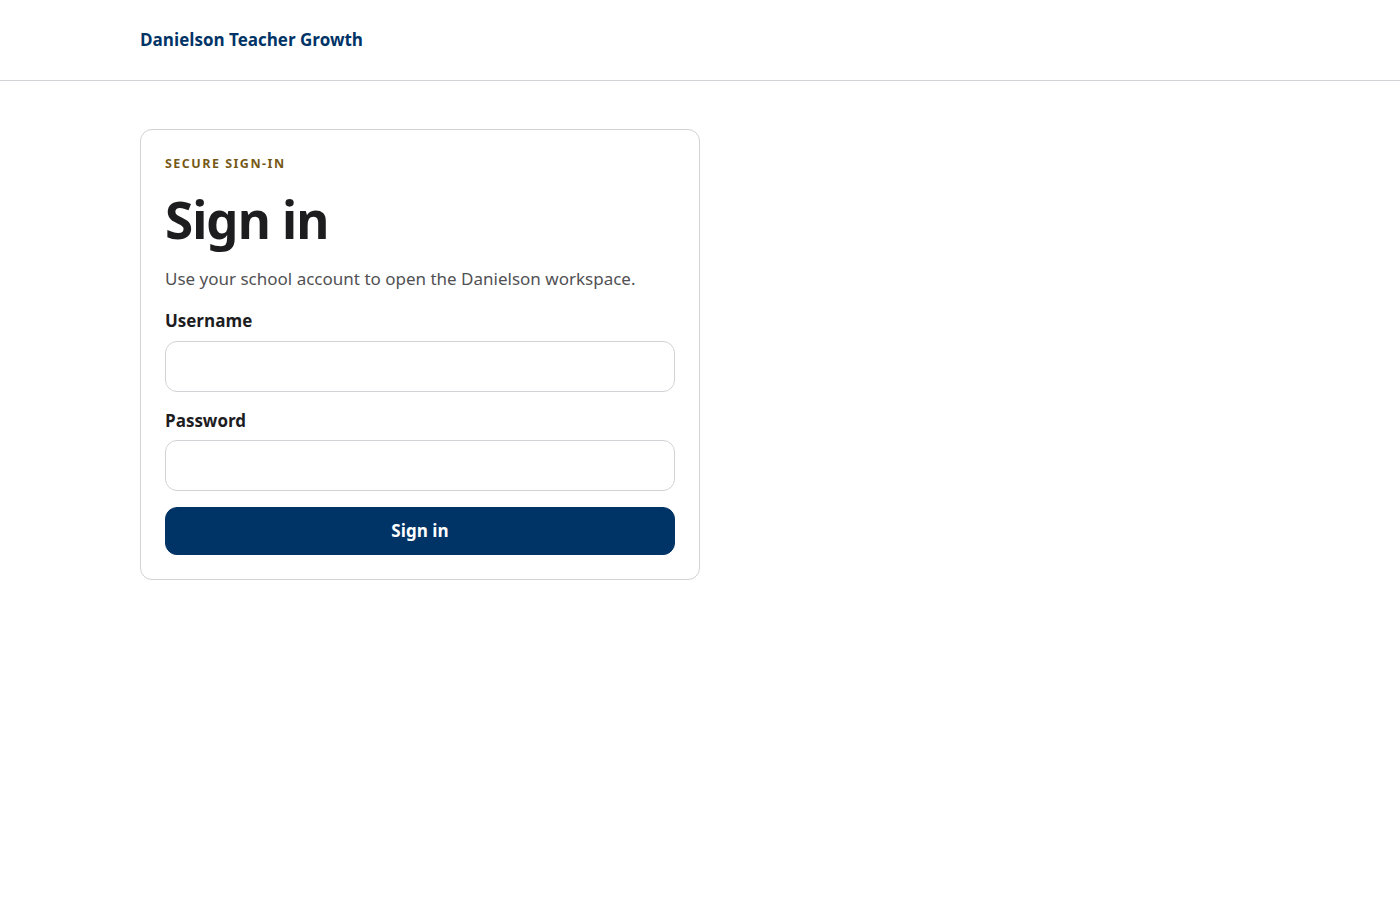 Danielson Teacher Growth
SECURE SIGN-IN
Sign in
Use your school account to open the Danielson workspace.
Username
Password
Sign in